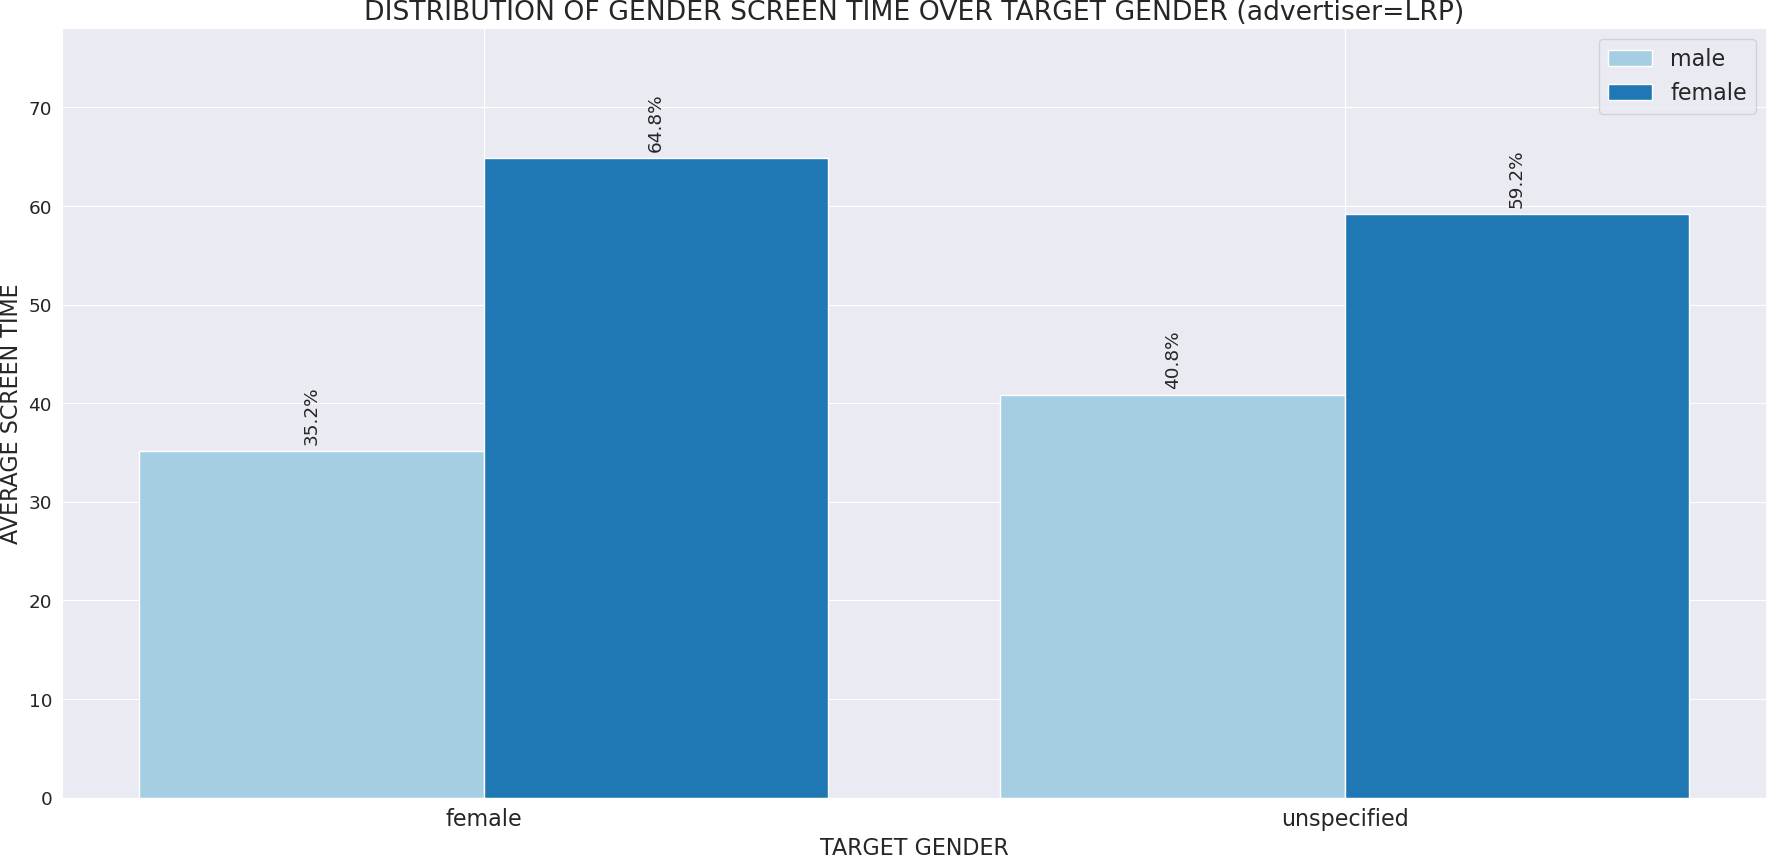 DISTRIBUTION OF GENDER SCREEN TIME OVER TARGET GENDER (advertiser=LRP)
male
female
AVERAGE SCREEN TIME
70
60
50
40
30
20
10
0
35.2%
64.8%
40.8%
59.2%
female
unspecified
TARGET GENDER